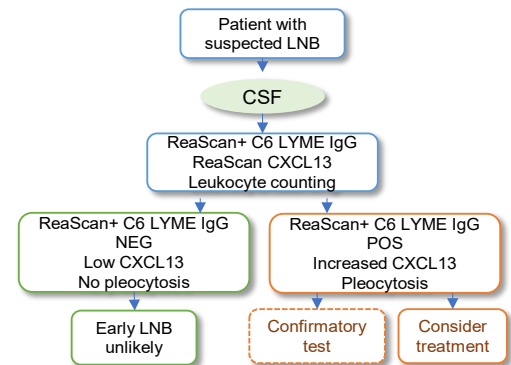 Patient with
suspected LNB
CSF
ReaScan+ C6 LYME IgG
ReaScan CXCL13
Leukocyte counting
ReaScan+ C6 LYME IgG
NEG
Low CXCL13
No pleocytosis
ReaScan+ C6 LYME IgG
POS
Increased CXCL13
Pleocytosis
Early LNB
unlikely
Confirmatory
test
Consider
treatment